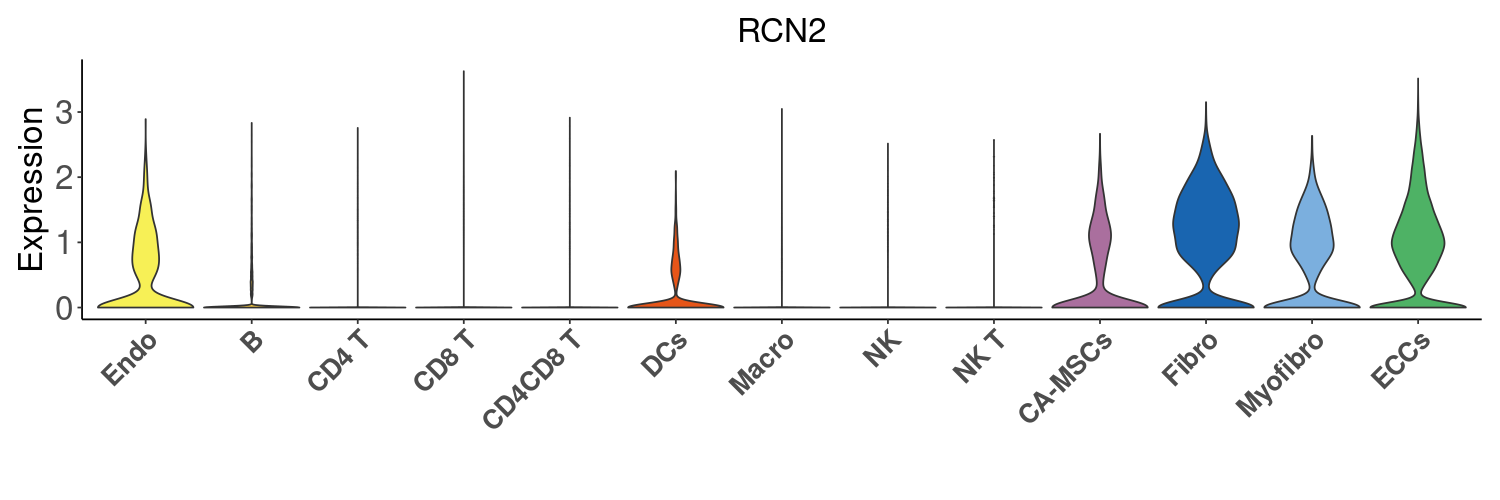 RCN2
Expression
3
2
1
0
Endo
B
CD4 T
CD8 T
CD4CD8 T
DCs
Macro
NK
NK T
CA-MSCs
Fibro
Myofibro
ECCs